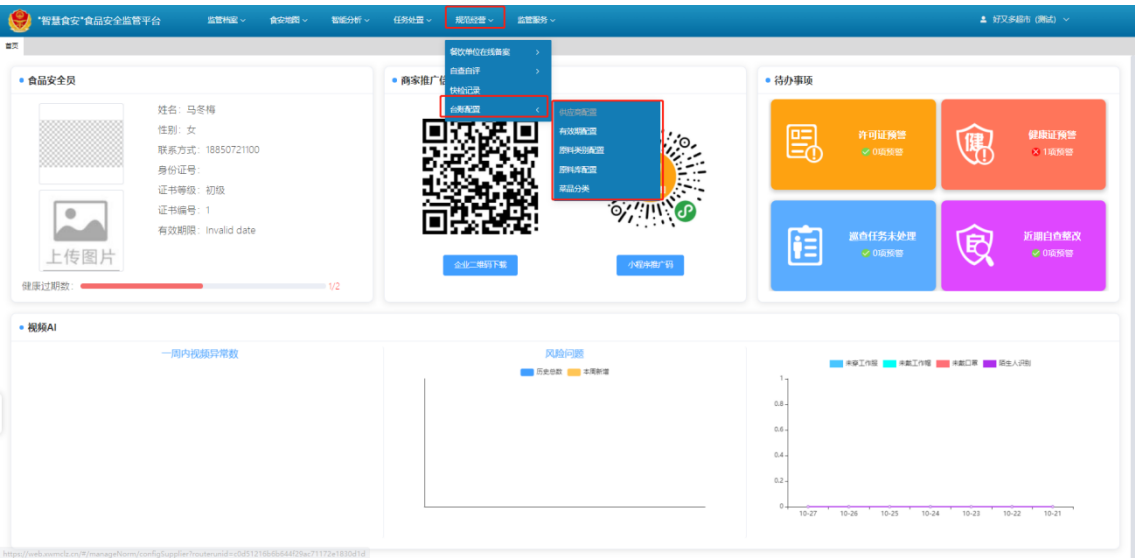 "智慧食安"食品安全监管平台
监管档案
食安地图
智能分析
任务处置
规范经营
监管服务
好又多超市（测试）
首页
餐饮单位在线备案
自查自评
快检记录
台账配置
供应商配置
有效期配置
原料类别配置
原料库配置
菜品分类
食品安全员
姓名：马冬梅
性别：女
联系方式：18850721100
身份证号：
证书等级：初级
证书编号：1
有效期限：Invalid date
上传图片
健康过期数：
1/2
商家推广信
企业二维码下载
小程序推广码
待办事项
许可证预警
0项预警
健
健康证预警
1项预警
巡查任务未处理
0项预警
近期自查整改
0项预警
视频AI
一周内视频异常数
风险问题
历史总数
本周新增
未穿工作服
未戴工作帽
未戴口罩
陌生人识别
1
0.8
0.6
0.4
0.2
0
10-27
10-26
10-25
10-24
10-23
10-22
10-21